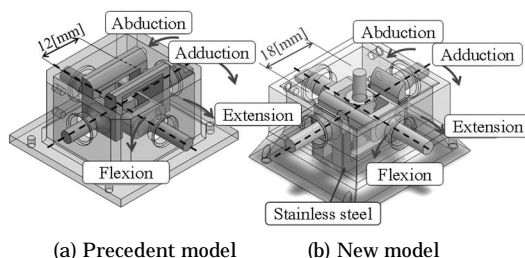 12[mm]
Abduction
Adduction
Extension
Flexion
18[mm]
Abduction
Adduction
Extension
Flexion
Stainless steel
(a) Precedent model
(b) New model